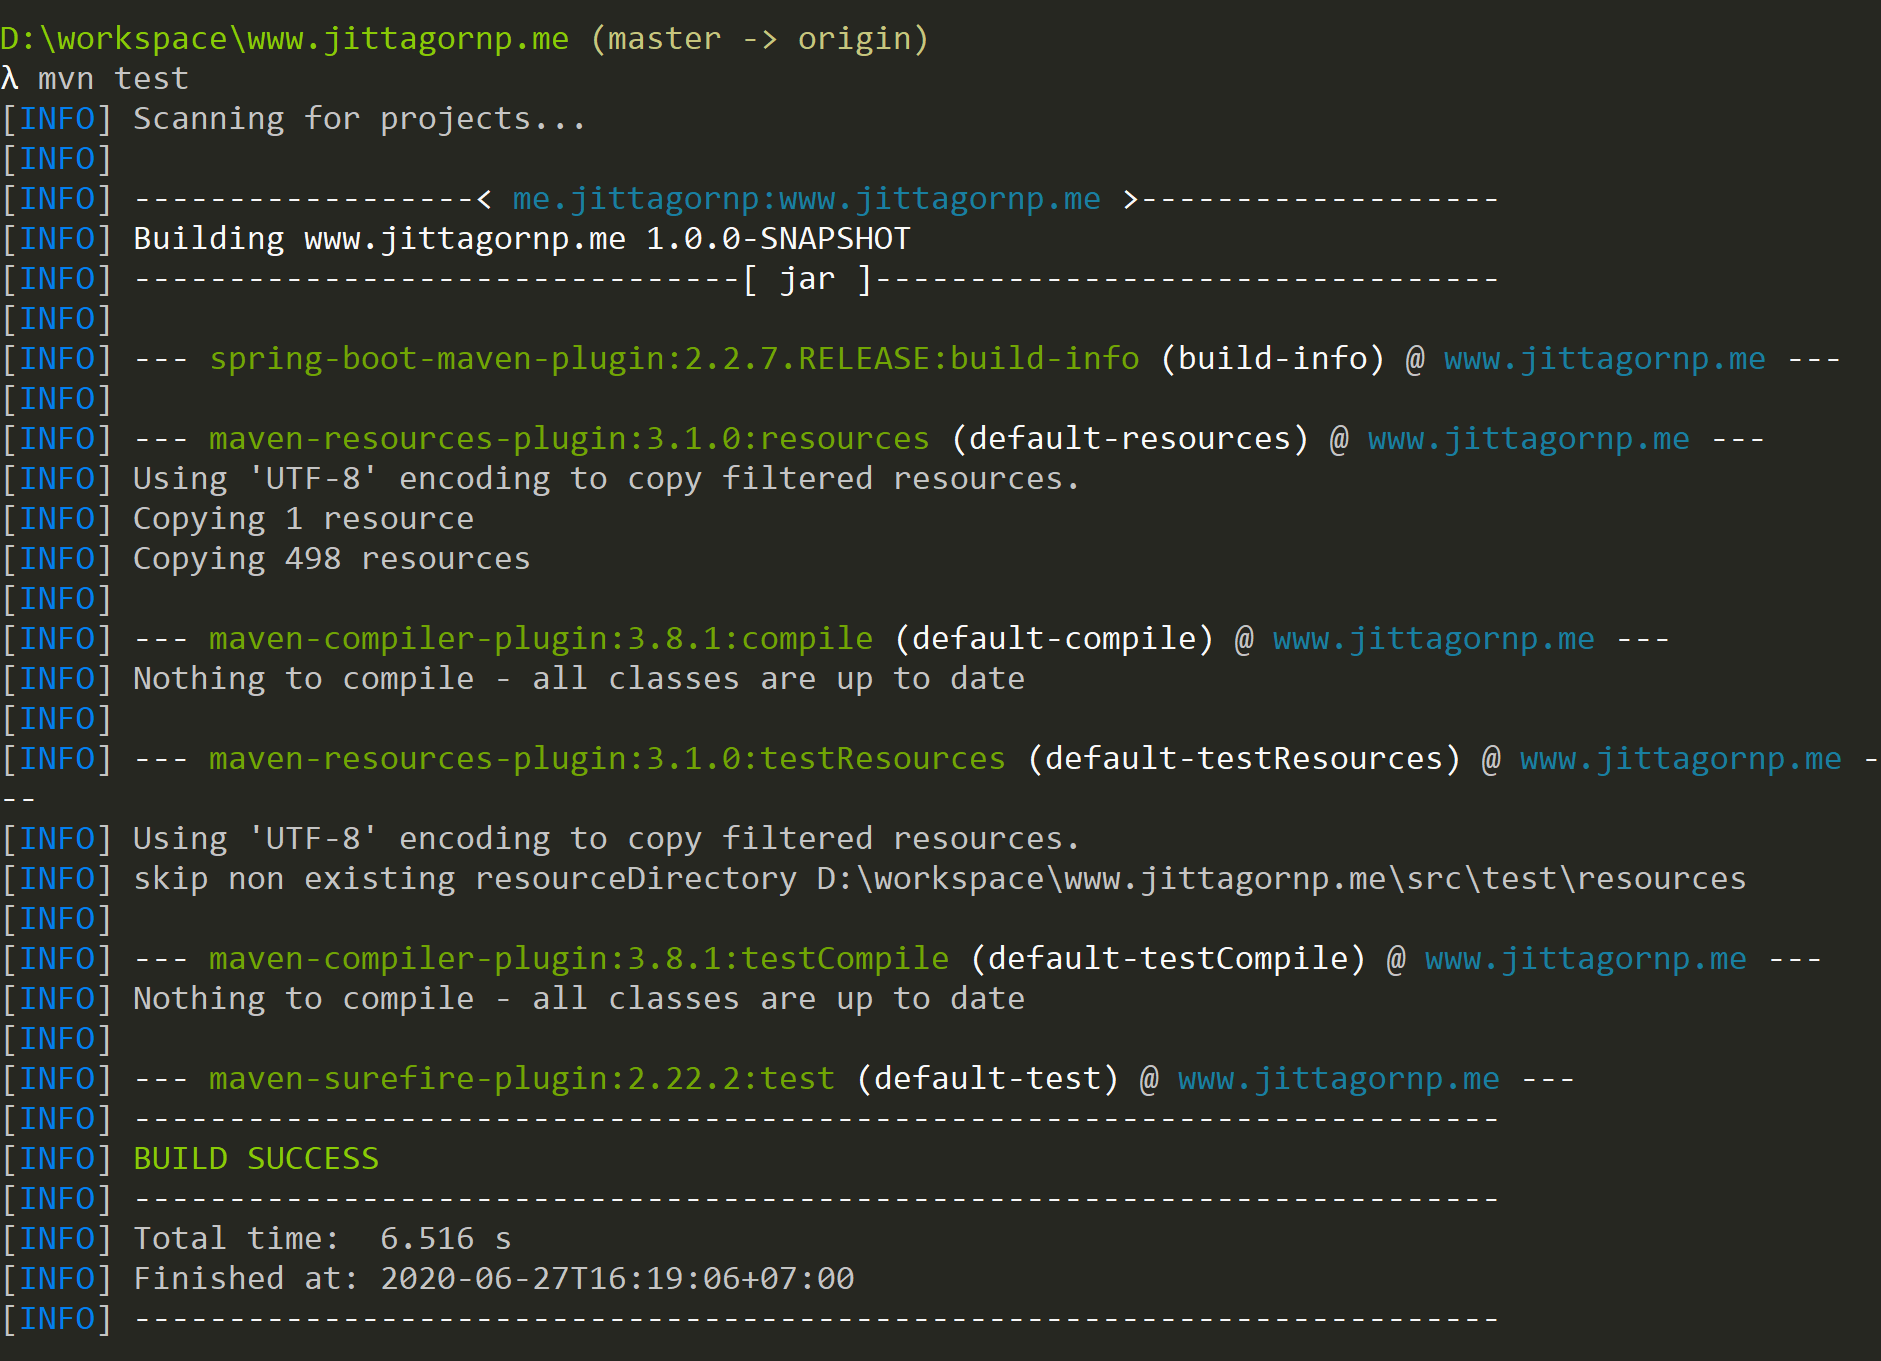 D:\workspace\www.jittagornp.me (master -> origin)
λ mvn test
[INFO] Scanning for projects...
[INFO]
[INFO] ------------------< me.jittagornp:www.jittagornp.me >-------------------
[INFO] Building www.jittagornp.me 1.0.0-SNAPSHOT
[INFO] --------------------------------[ jar ]---------------------------------
[INFO]
[INFO] --- spring-boot-maven-plugin:2.2.7.RELEASE:build-info (build-info) @ www.jittagornp.me ---
[INFO]
[INFO] --- maven-resources-plugin:3.1.0:resources (default-resources) @ www.jittagornp.me ---
[INFO] Using 'UTF-8' encoding to copy filtered resources.
[INFO] Copying 1 resource
[INFO] Copying 498 resources
[INFO]
[INFO] --- maven-compiler-plugin:3.8.1:compile (default-compile) @ www.jittagornp.me ---
[INFO] Nothing to compile - all classes are up to date
[INFO]
[INFO] --- maven-resources-plugin:3.1.0:testResources (default-testResources) @ www.jittagornp.me -
--
[INFO] Using 'UTF-8' encoding to copy filtered resources.
[INFO] skip non existing resourceDirectory D:\workspace\www.jittagornp.me\src\test\resources
[INFO]
[INFO] --- maven-compiler-plugin:3.8.1:testCompile (default-testCompile) @ www.jittagornp.me ---
[INFO] Nothing to compile - all classes are up to date
[INFO]
[INFO] --- maven-surefire-plugin:2.22.2:test (default-test) @ www.jittagornp.me ---
[INFO] ------------------------------------------------------------------------
[INFO] BUILD SUCCESS
[INFO] ------------------------------------------------------------------------
[INFO] Total time:  6.516 s
[INFO] Finished at: 2020-06-27T16:19:06+07:00
[INFO] ------------------------------------------------------------------------